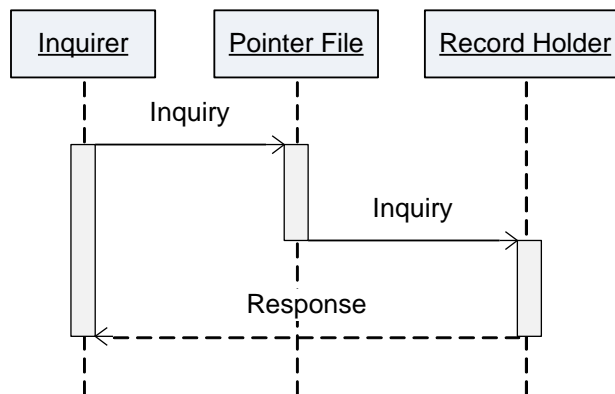 Inquirer
Pointer File
Record Holder
Inquiry
Inquiry
Response